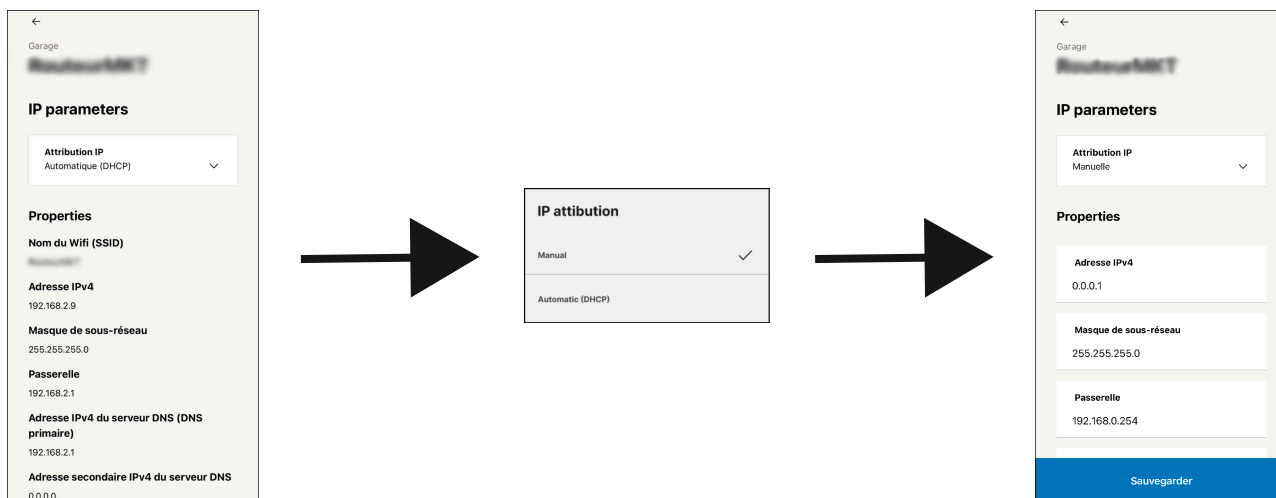 Garage
IP parameters
Attribution IP
Automatique (DHCP)
Properties
Nom du Wifi (SSID)
Adresse IPv4
192.168.2.9
Masque de sous-réseau
255.255.255.0
Passerelle
192.168.2.1
Adresse IPv4 du serveur DNS (DNS
primaire)
192.168.2.1
Adresse secondaire IPv4 du serveur DNS
0.0.0.0
IP attibution
Manual
Automatic (DHCP)
Garage
IP parameters
Attribution IP
Manuelle
Properties
Adresse IPv4
0.0.0.1
Masque de sous-réseau
255.255.255.0
Passerelle
192.168.0.254
Sauvegarder